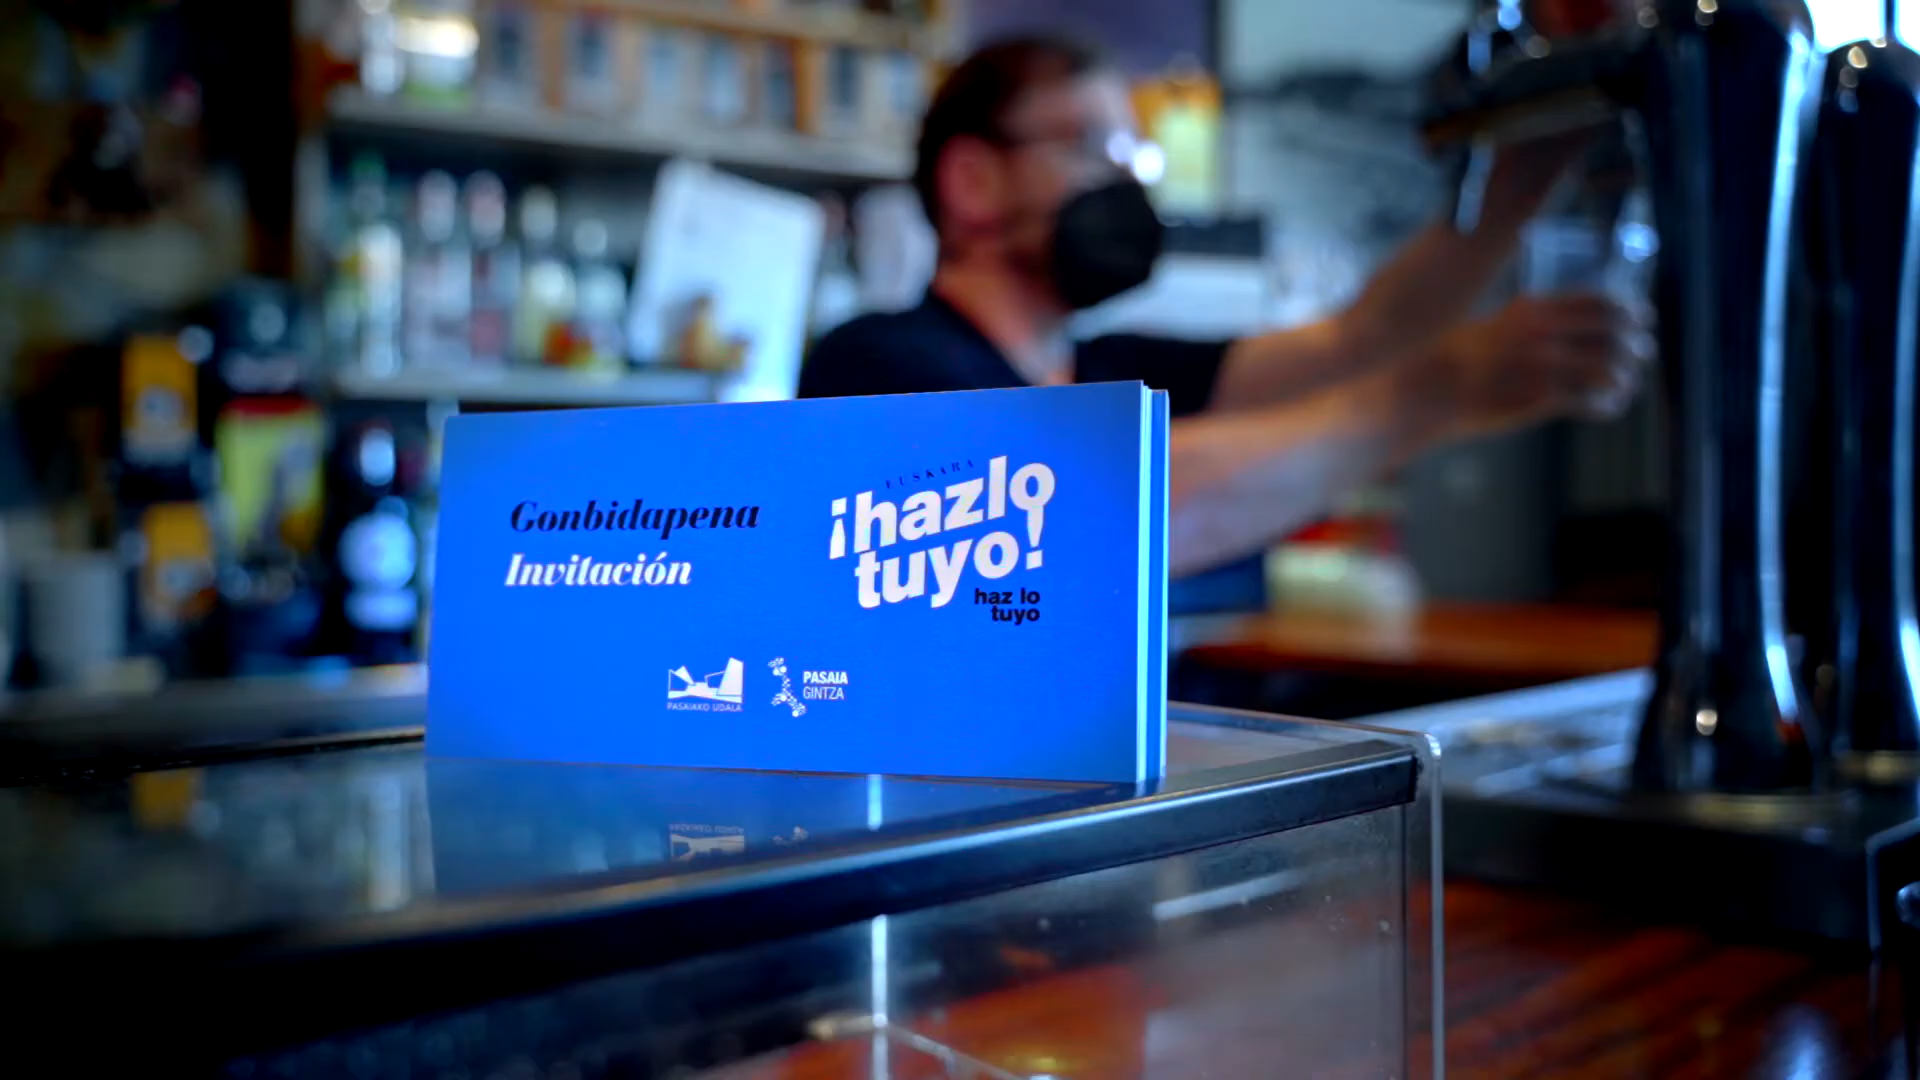 Gonbidapena
Invitación
EUSKARA
¡hazlo
tuyo!
haz lo
tuyo
PASAIAKO UDALA
PASAIA
GINTZA